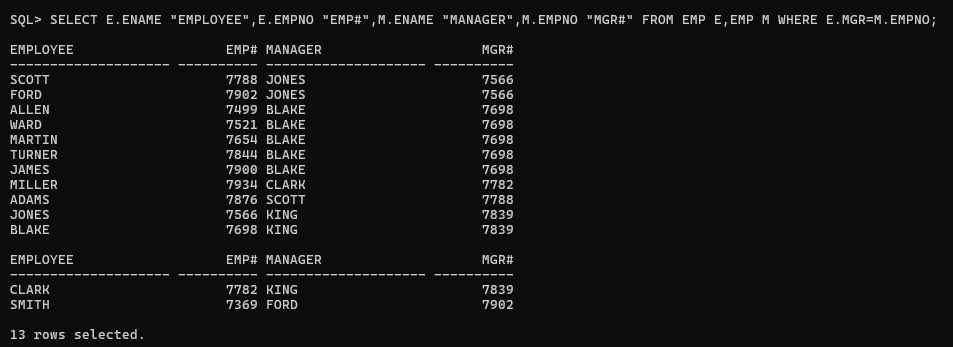 SQL> SELECT E.ENAME "EMPLOYEE",E.EMPNO "EMP#",M.ENAME "MANAGER",M.EMPNO "MGR#" FROM EMP E,EMP M WHERE E.MGR=M.EMPNO;
EMPLOYEE                   EMP# MANAGER                    MGR#
-------------------- ---------- -------------------- ----------
SCOTT                      7788 JONES                      7566
FORD                       7902 JONES                      7566
ALLEN                      7499 BLAKE                      7698
WARD                       7521 BLAKE                      7698
MARTIN                     7654 BLAKE                      7698
TURNER                     7844 BLAKE                      7698
JAMES                      7900 BLAKE                      7698
MILLER                     7934 CLARK                      7782
ADAMS                      7876 SCOTT                      7788
JONES                      7566 KING                       7839
BLAKE                      7698 KING                       7839
EMPLOYEE                   EMP# MANAGER                    MGR#
-------------------- ---------- -------------------- ----------
CLARK                      7782 KING                       7839
SMITH                      7369 FORD                       7902
13 rows selected.